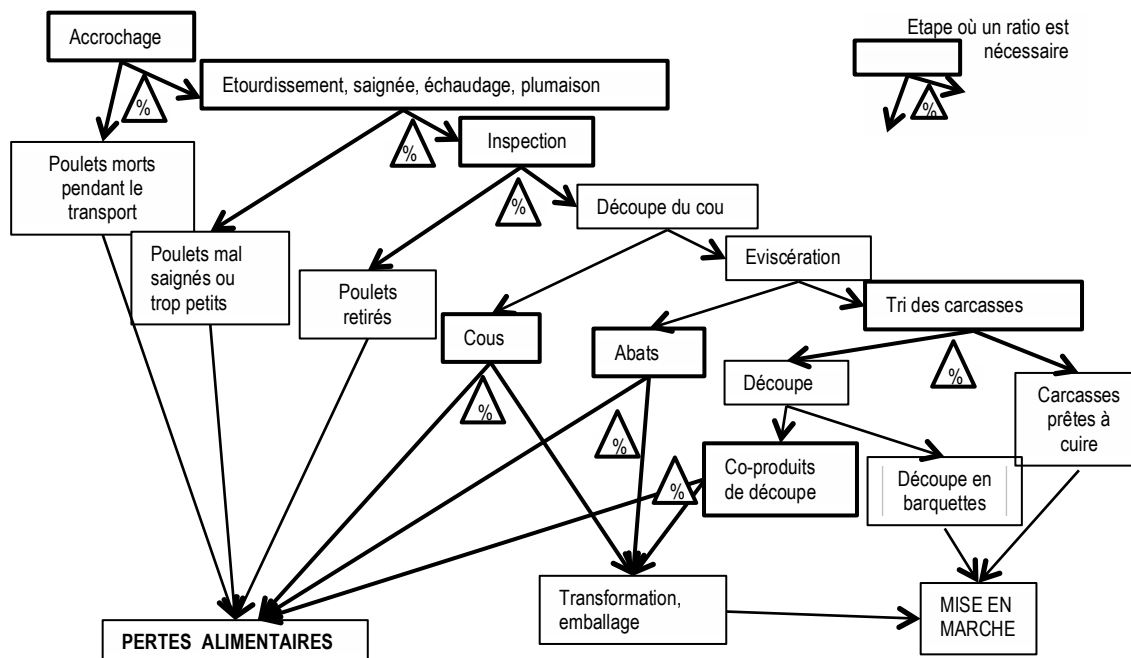 Accrochage
Etape où un ratio est
nécessaire
%
Etourdissement, saignée, échaudage, plumaison
%
%
Inspection
%
Poulets morts
pendant le
transport
%
Découpe du cou
Poulets mal
saignés ou
trop petits
Eviscération
Poulets
retirés
Tri des carcasses
Cous
Abats
%
Découpe
%
Carcasses
prêtes à
cuire
%
Co-produits
de découpe
%
Découpe en
barquettes
Transformation,
emballage
MISE EN
MARCHE
PERTES ALIMENTAIRES